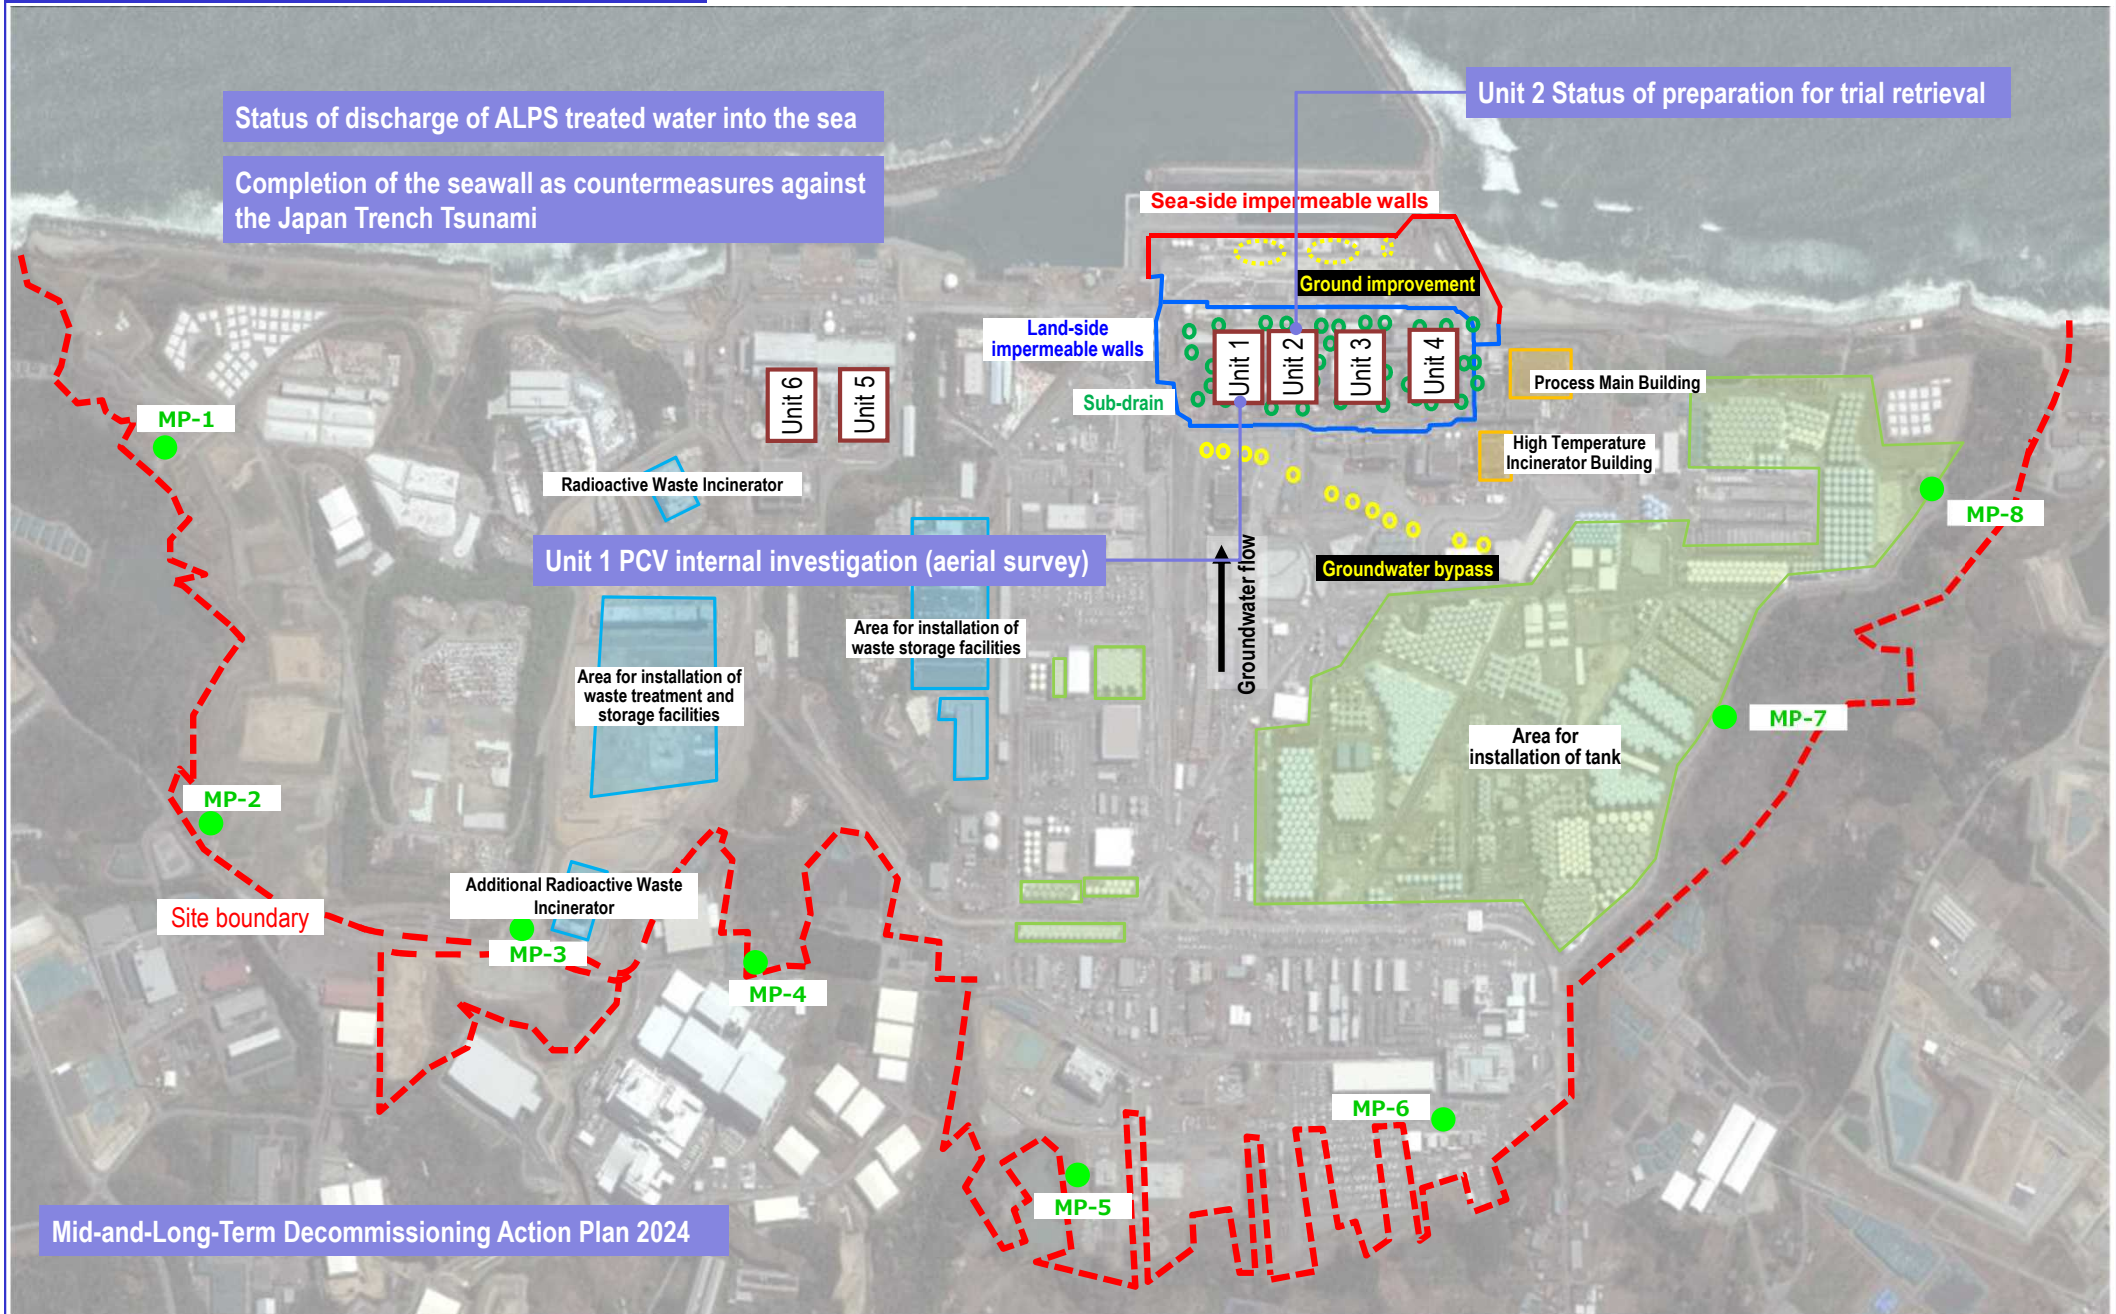 Status of discharge of ALPS treated water into the sea
Unit 2 Status of preparation for trial retrieval
Completion of the seawall as countermeasures against
the Japan Trench Tsunami
Sea-side impermeable walls
Ground improvement
Land-side
impermeable walls
Unit 1
Unit 2
Unit 3
Unit 4
Unit 6
Unit 5
Process Main Building
Sub-drain
MP-1
High Temperature
Incinerator Building
Radioactive Waste Incinerator
MP-8
Unit 1 PCV internal investigation (aerial survey)
Groundwater flow
Groundwater bypass
Area for installation of
waste storage facilities
Area for installation of
waste treatment and
storage facilities
MP-7
Area for
installation of tank
MP-2
Additional Radioactive Waste
Incinerator
Site boundary
MP-3
MP-4
MP-6
MP-5
Mid-and-Long-Term Decommissioning Action Plan 2024